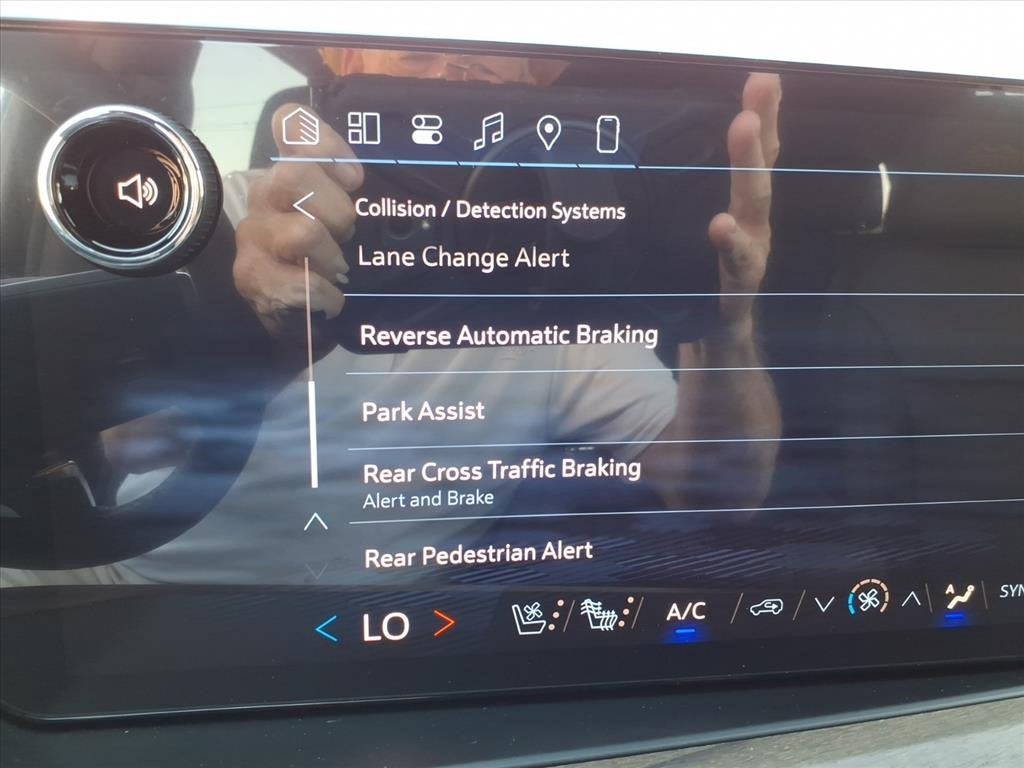 Collision / Detection Systems
Lane Change Alert
Reverse Automatic Braking
Park Assist
Rear Cross Traffic Braking
Alert and Brake
Rear Pedestrian Alert
< LO > A/C A SYN